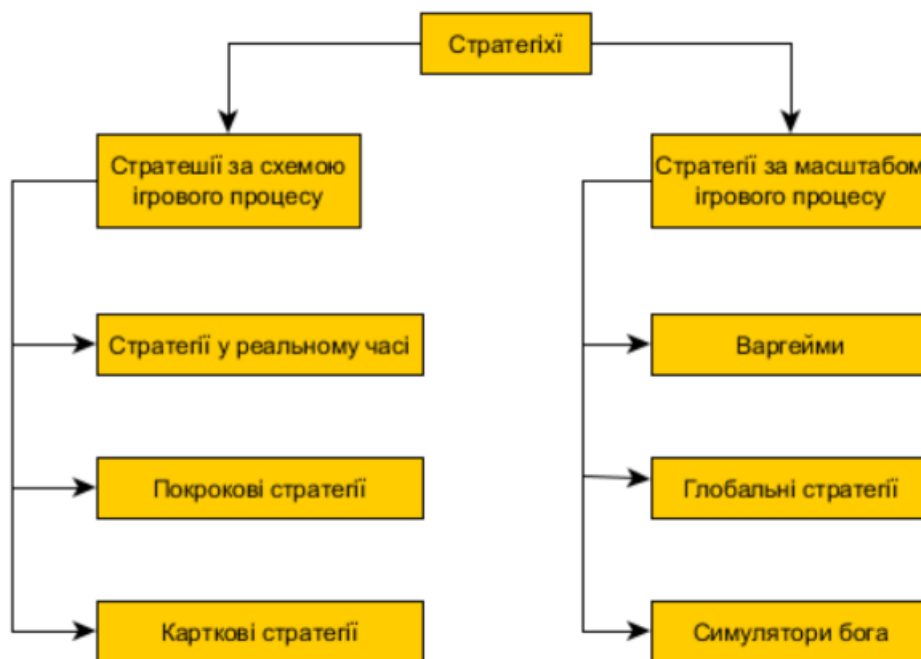 Стратегіхї
Стратешії за схемою
ігрового процесу
Стратегії за масштабом
ігрового процесу
Стратегії у реальному часі
Варгейми
Покрокові стратегії
Глобальні стратегії
Карткові стратегії
Симулятори бога